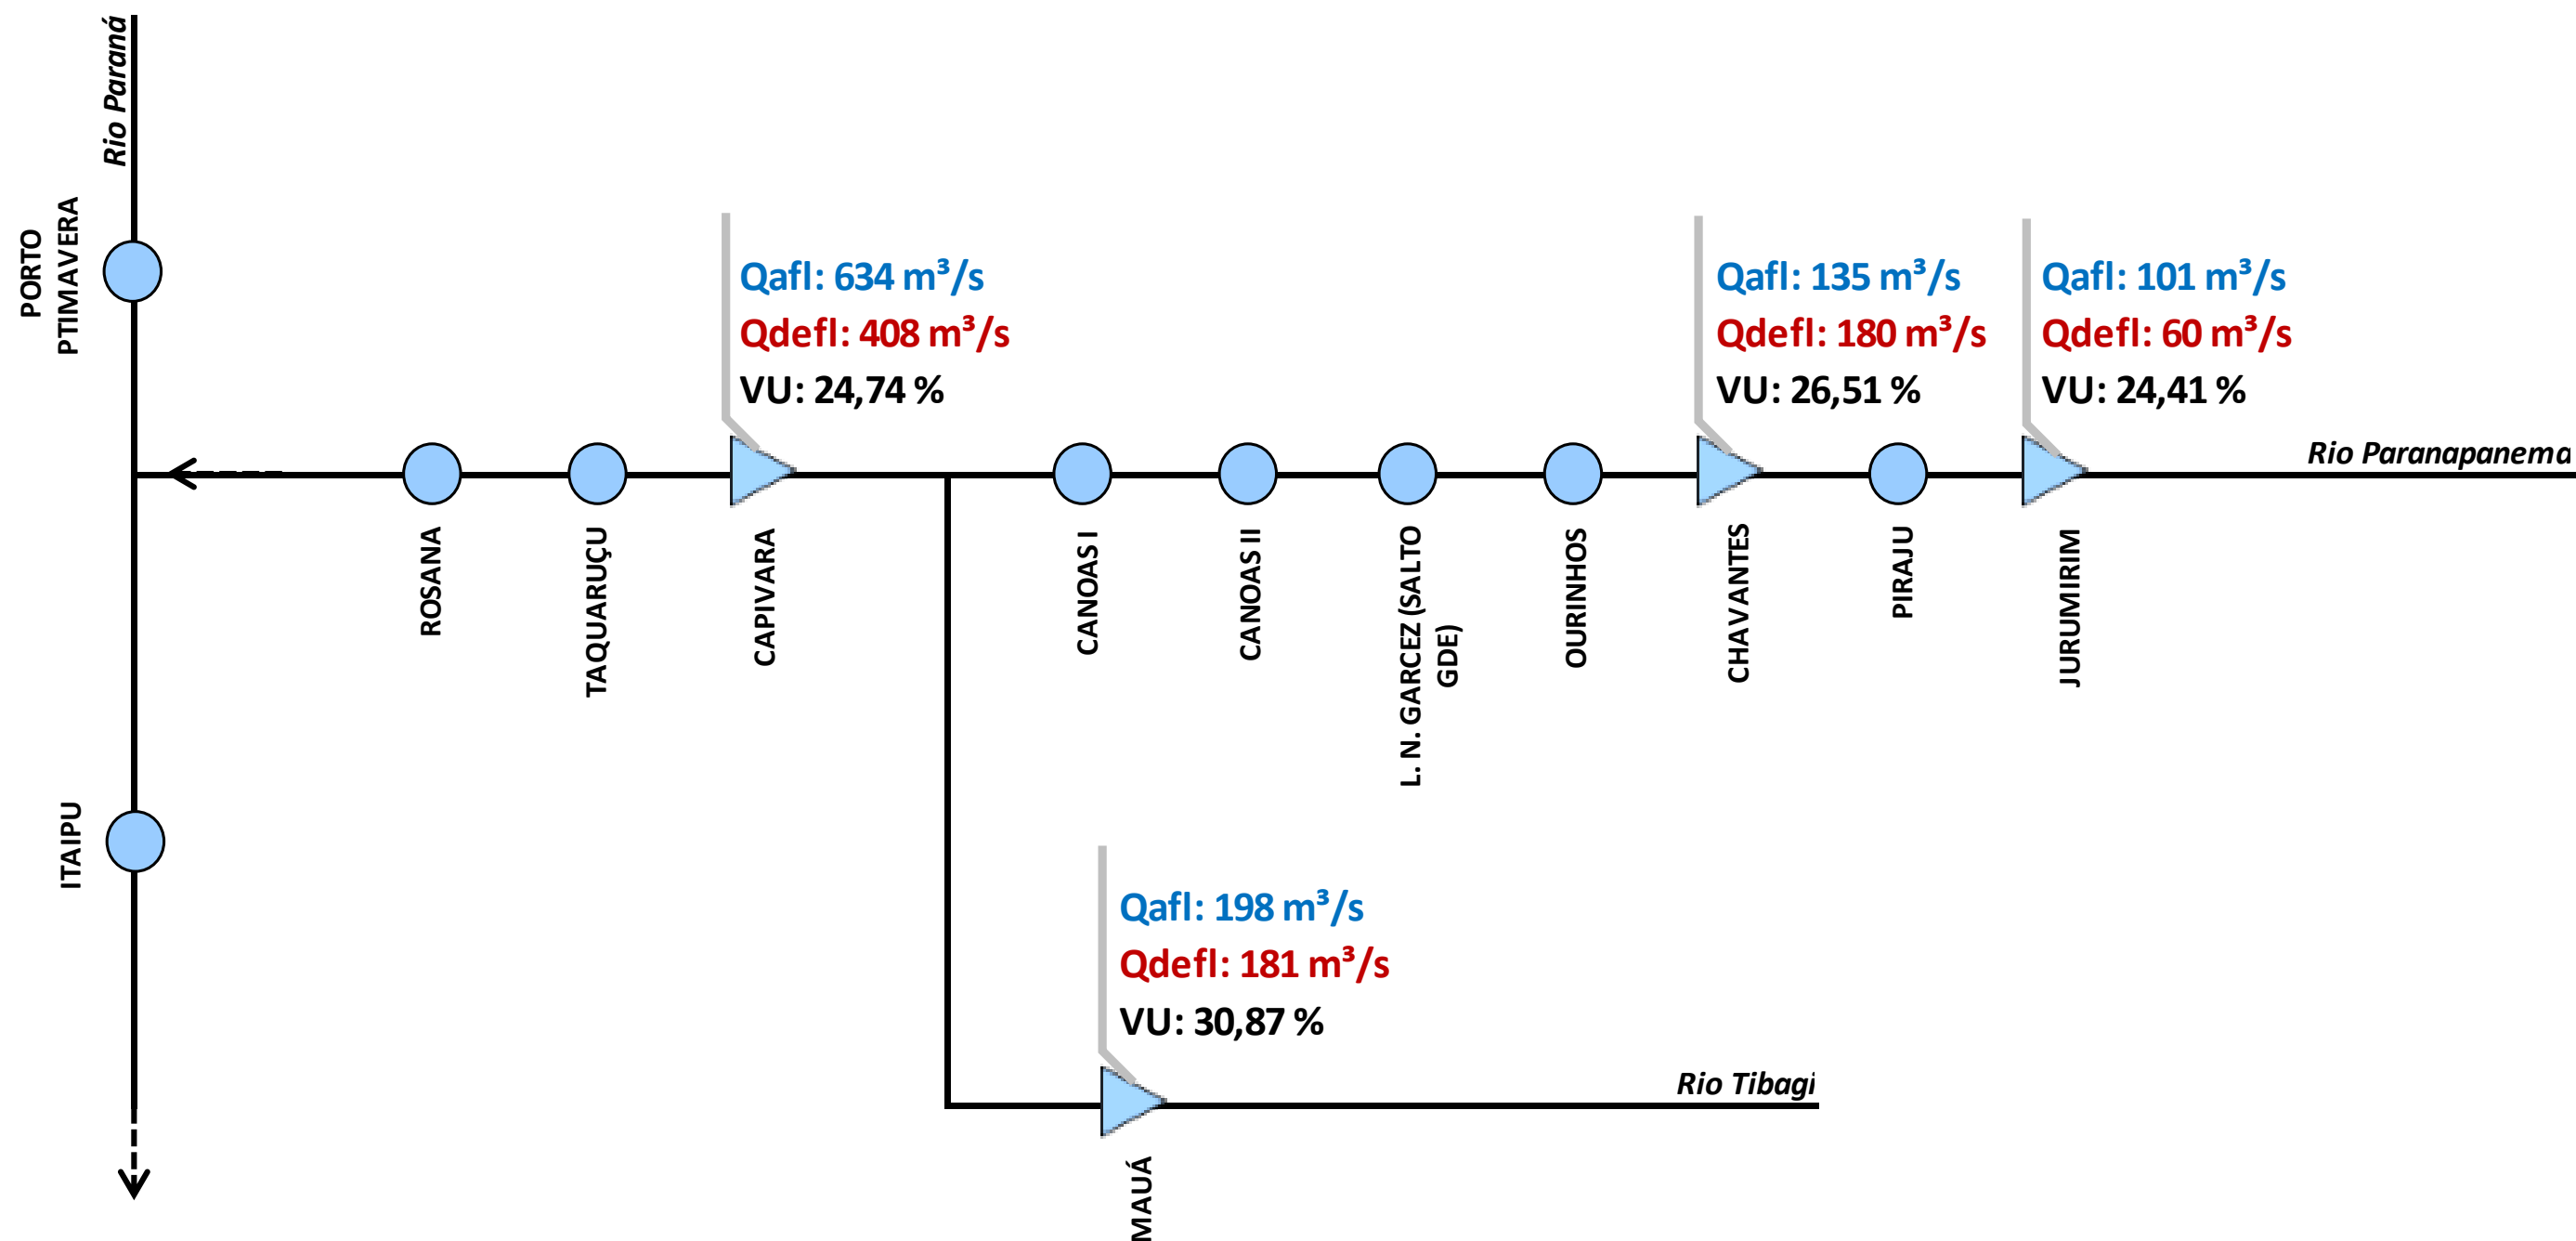 Rio Paraná
PORTO
PTIMAVERA
Qafl: 634 m³/s
Qdefl: 408 m³/s
VU: 24,74 %
Qafl: 135 m³/s
Qdefl: 180 m³/s
VU: 26,51 %
Qafl: 101 m³/s
Qdefl: 60 m³/s
VU: 24,41 %
Rio Paranapanema
ROSANA
TAQUARUÇU
CAPIVARA
CANOAS I
CANOAS II
L. N. GARCEZ (SALTO
GDE)
OURINHOS
CHAVANTES
PIRAJU
JURUMIRIM
ITAIPU
Qafl: 198 m³/s
Qdefl: 181 m³/s
VU: 30,87 %
Rio Tibagi
MAUÁ